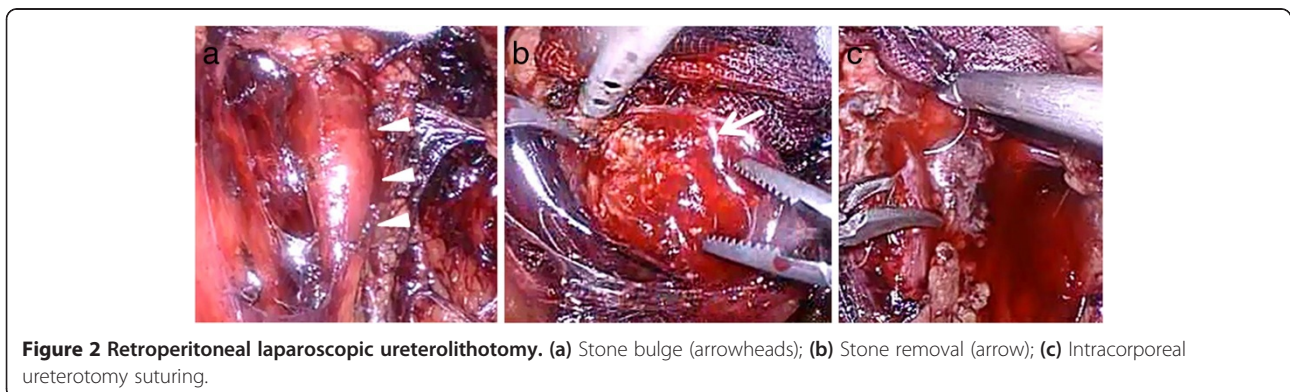 a b c
Figure 2 Retroperitoneal laparoscopic ureterolithotomy. (a) Stone bulge (arrowheads); (b) Stone removal (arrow); (c) Intracorporeal
ureterotomy suturing.